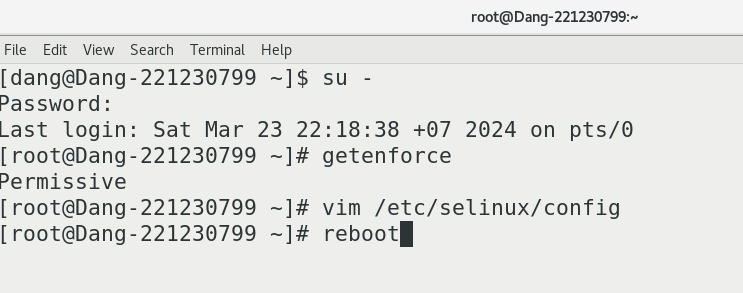 root@Dang-221230799:~
File Edit View Search Terminal Help
[dang@Dang-221230799 ~]$ su -
Password:
Last login: Sat Mar 23 22:18:38 +07 2024 on pts/0
[root@Dang-221230799 ~]# getenforce
Permissive
[root@Dang-221230799 ~]# vim /etc/selinux/config
[root@Dang-221230799 ~]# reboot